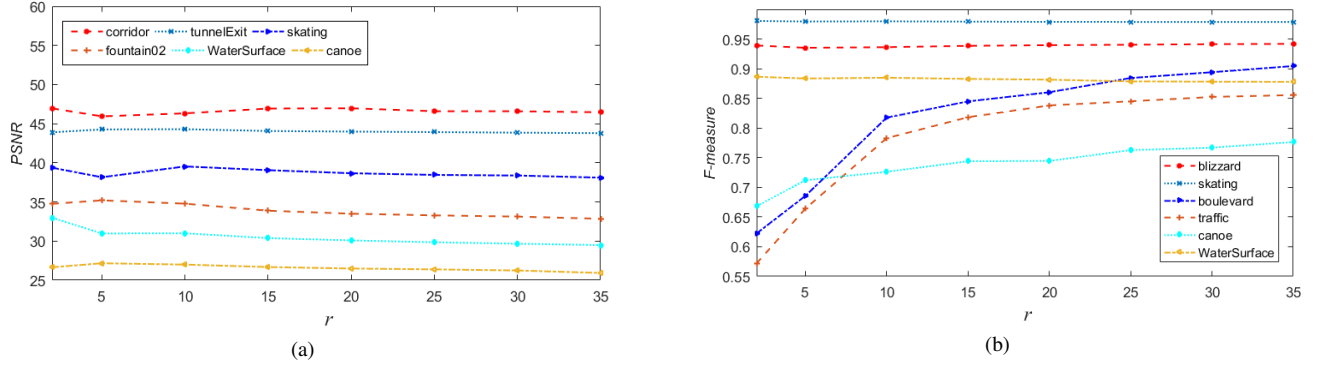 60
55
50
45
40
35
30
25
PSNR
corridor tunnelExit skating
fountain02 WaterSurface canoe
5 10 15 20 25 30 35
r
(a)
0.95
0.9
0.85
0.8
0.75
0.7
0.65
0.6
0.55
F-measure
blizzard
skating
boulevard
traffic
canoe
WaterSurface
5 10 15 20 25 30 35
r
(b)